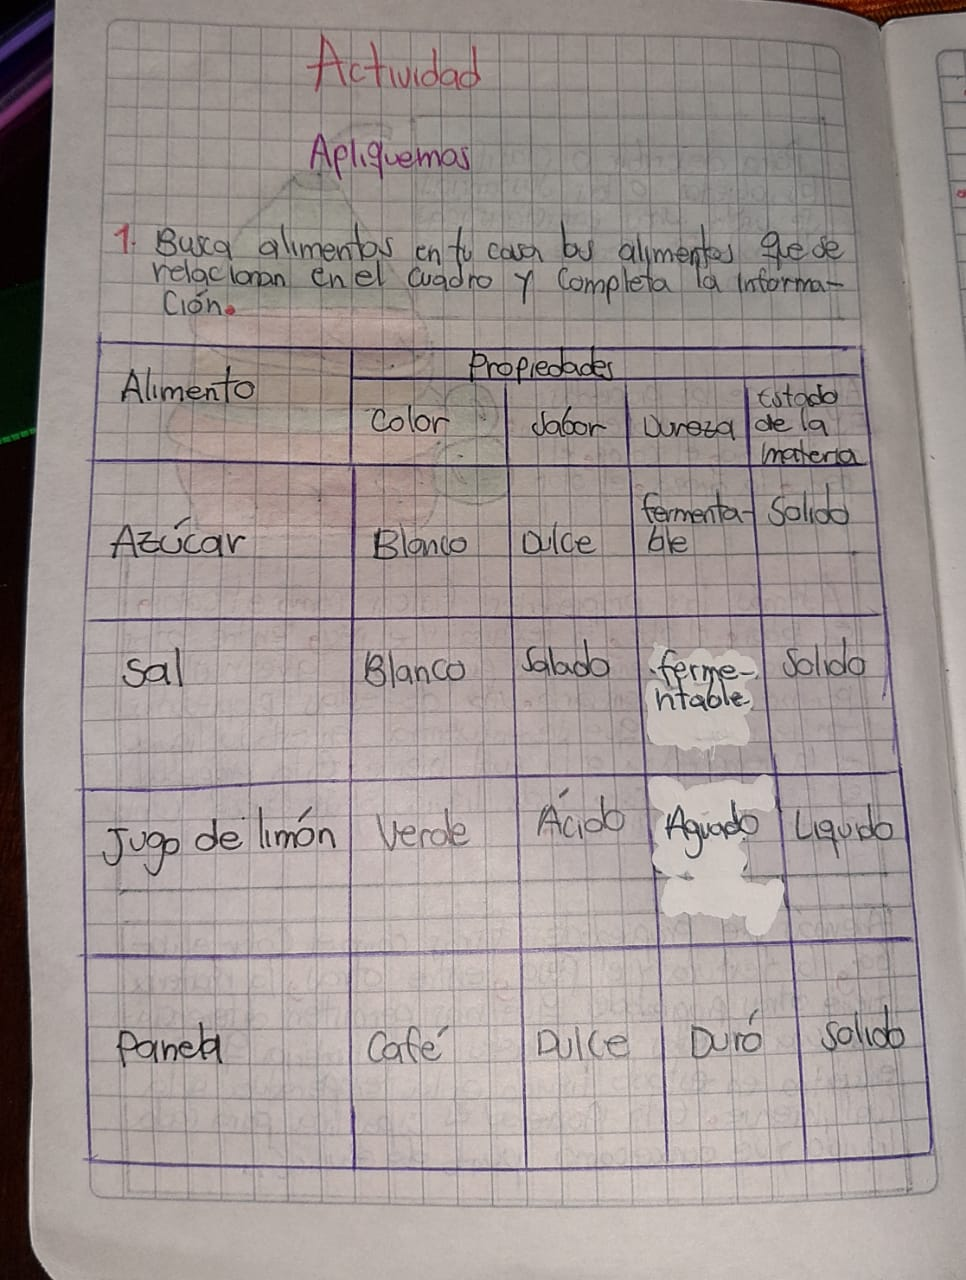 Actividad
Apliquemos
1. Busca alimentos en tu casa los alimentos que se
relacionan en el cuadro y completa la informa-
ción.
Alimento
Propiedades
Color
Sabor
Dureza
Estado
de la
materia
Azúcar
Blanco
Dulce
fermenta-
ble
Solido
Sal
Blanco
Salado
ferme-
ntable
Solido
Jugo de limón
Verde
Ácido
Aguado
Liquido
Panela
Café
Dulce
Duró
Solido